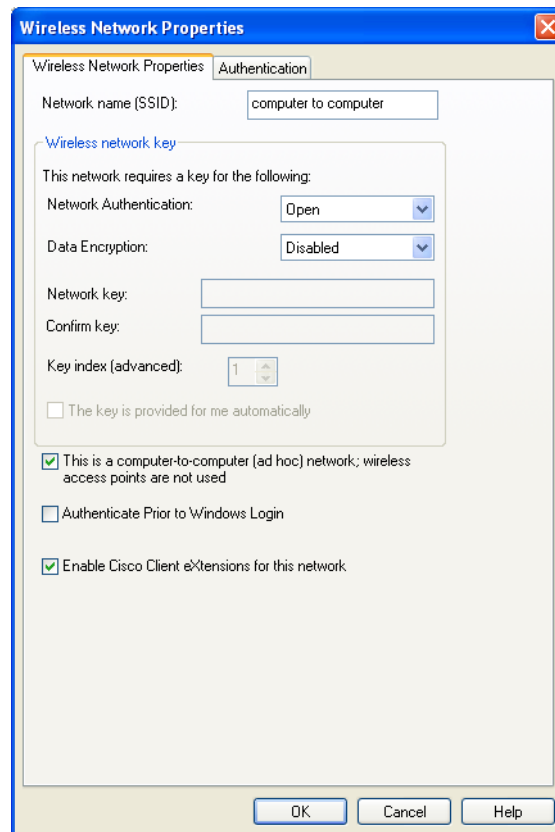 Wireless Network Properties
Wireless Network Properties Authentication
Network name (SSID): computer to computer
Wireless network key
This network requires a key for the following:
Network Authentication: Open
Data Encryption: Disabled
Network key:
Confirm key:
Key index (advanced): 1
The key is provided for me automatically
This is a computer-to-computer (ad hoc) network; wireless
access points are not used
Authenticate Prior to Windows Login
Enable Cisco Client eXtensions for this network
OK Cancel Help